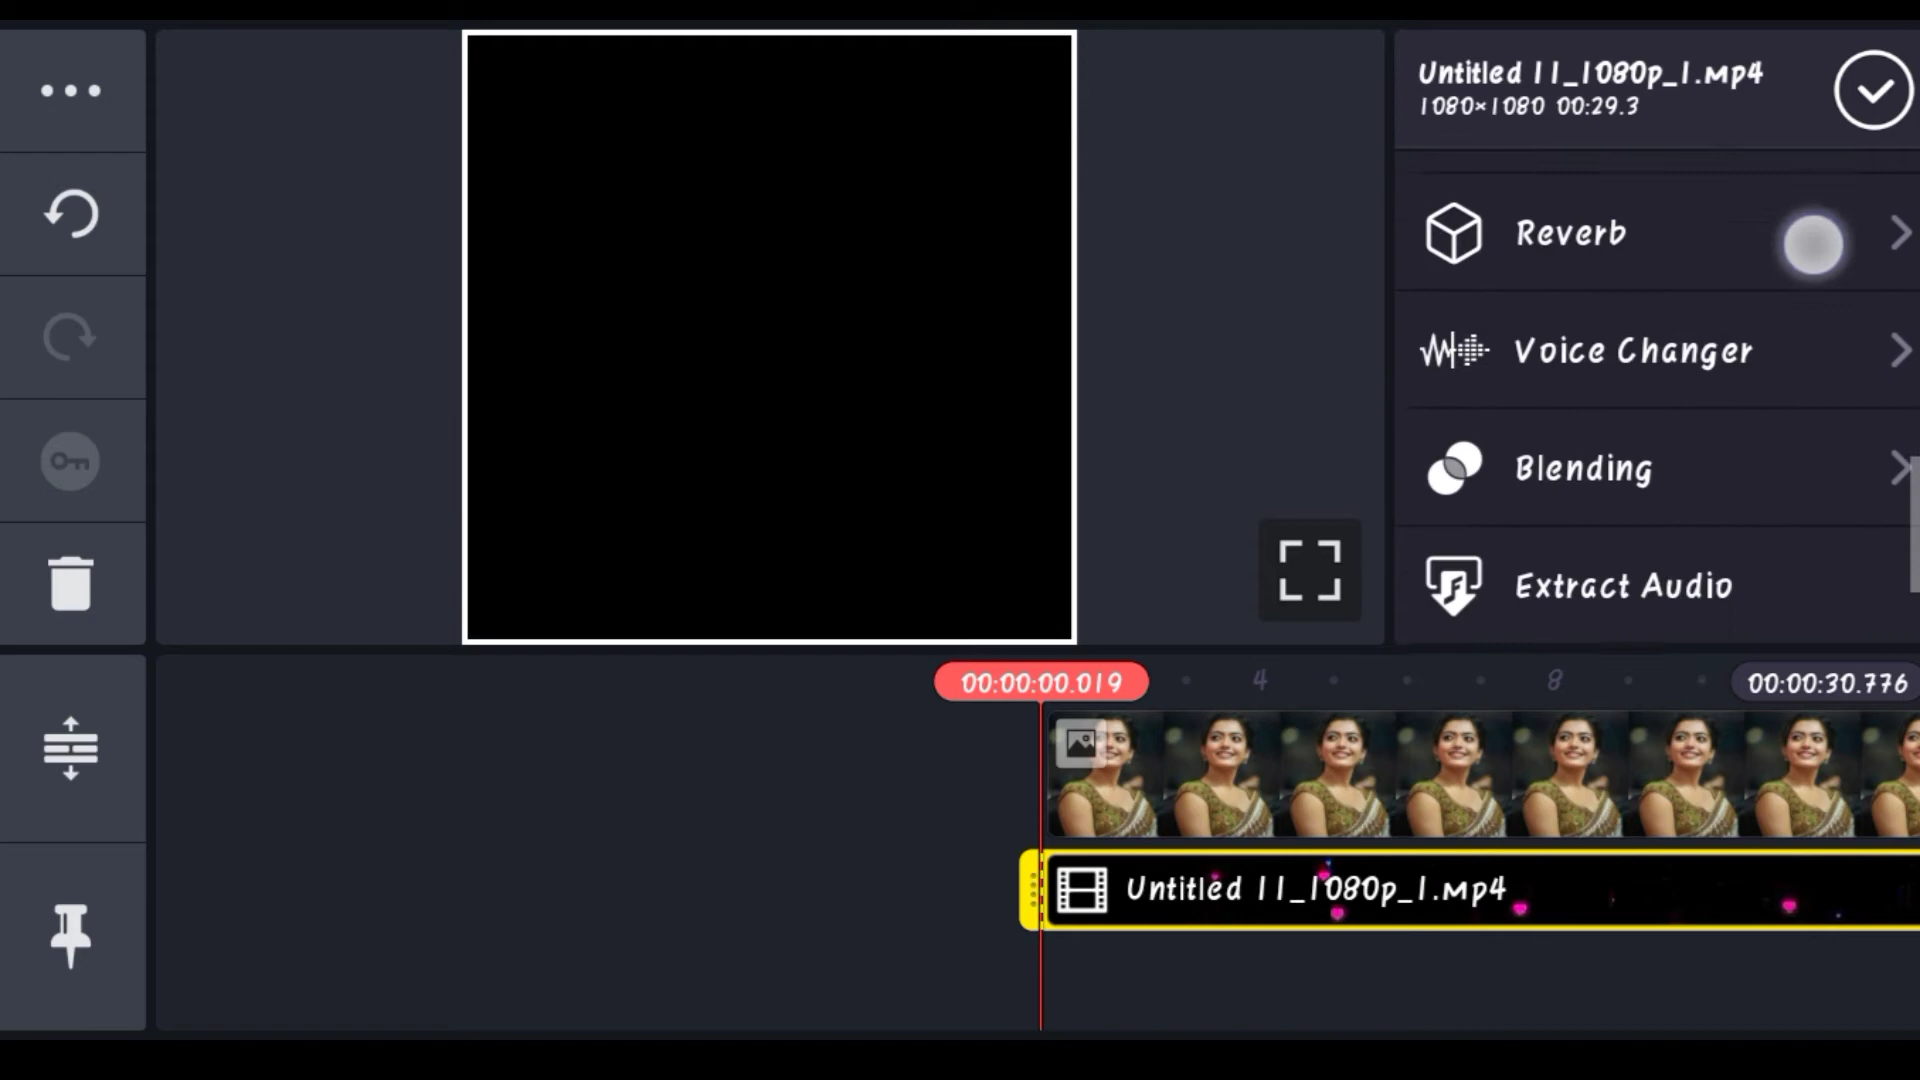 Untitled 11_1080p_1.mp4
1080×1080 00:29.3
Reverb
Voice Changer
Blending
Extract Audio
00:00:00.019
4
8
00:00:30.776
Untitled 11_1080p_1.mp4